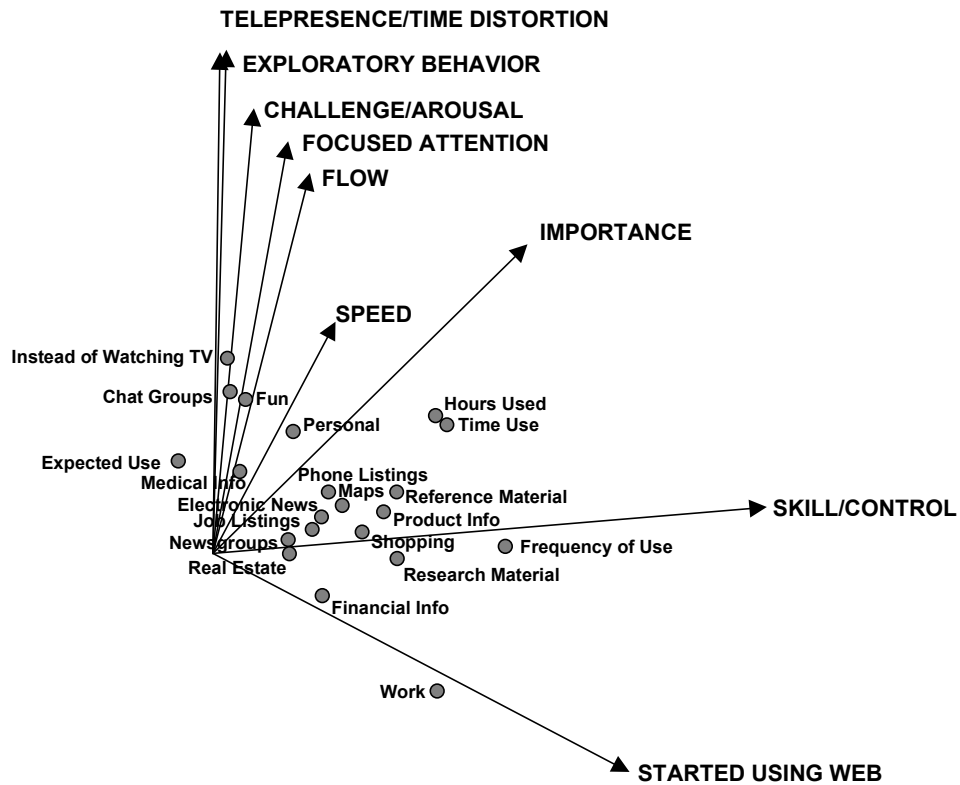 TELEPRESENCE/TIME DISTORTION
EXPLORATORY BEHAVIOR
CHALLENGE/AROUSAL
FOCUSED ATTENTION
FLOW
IMPORTANCE
SPEED
Instead of Watching TV
Chat Groups
Fun
Hours Used
Personal
Time Use
Expected Use
Medical Info
Phone Listings
Maps
Reference Material
Electronic News
Product Info
SKILL/CONTROL
Job Listings
Newsgroups
Shopping
Frequency of Use
Real Estate
Research Material
Financial Info
Work
STARTED USING WEB